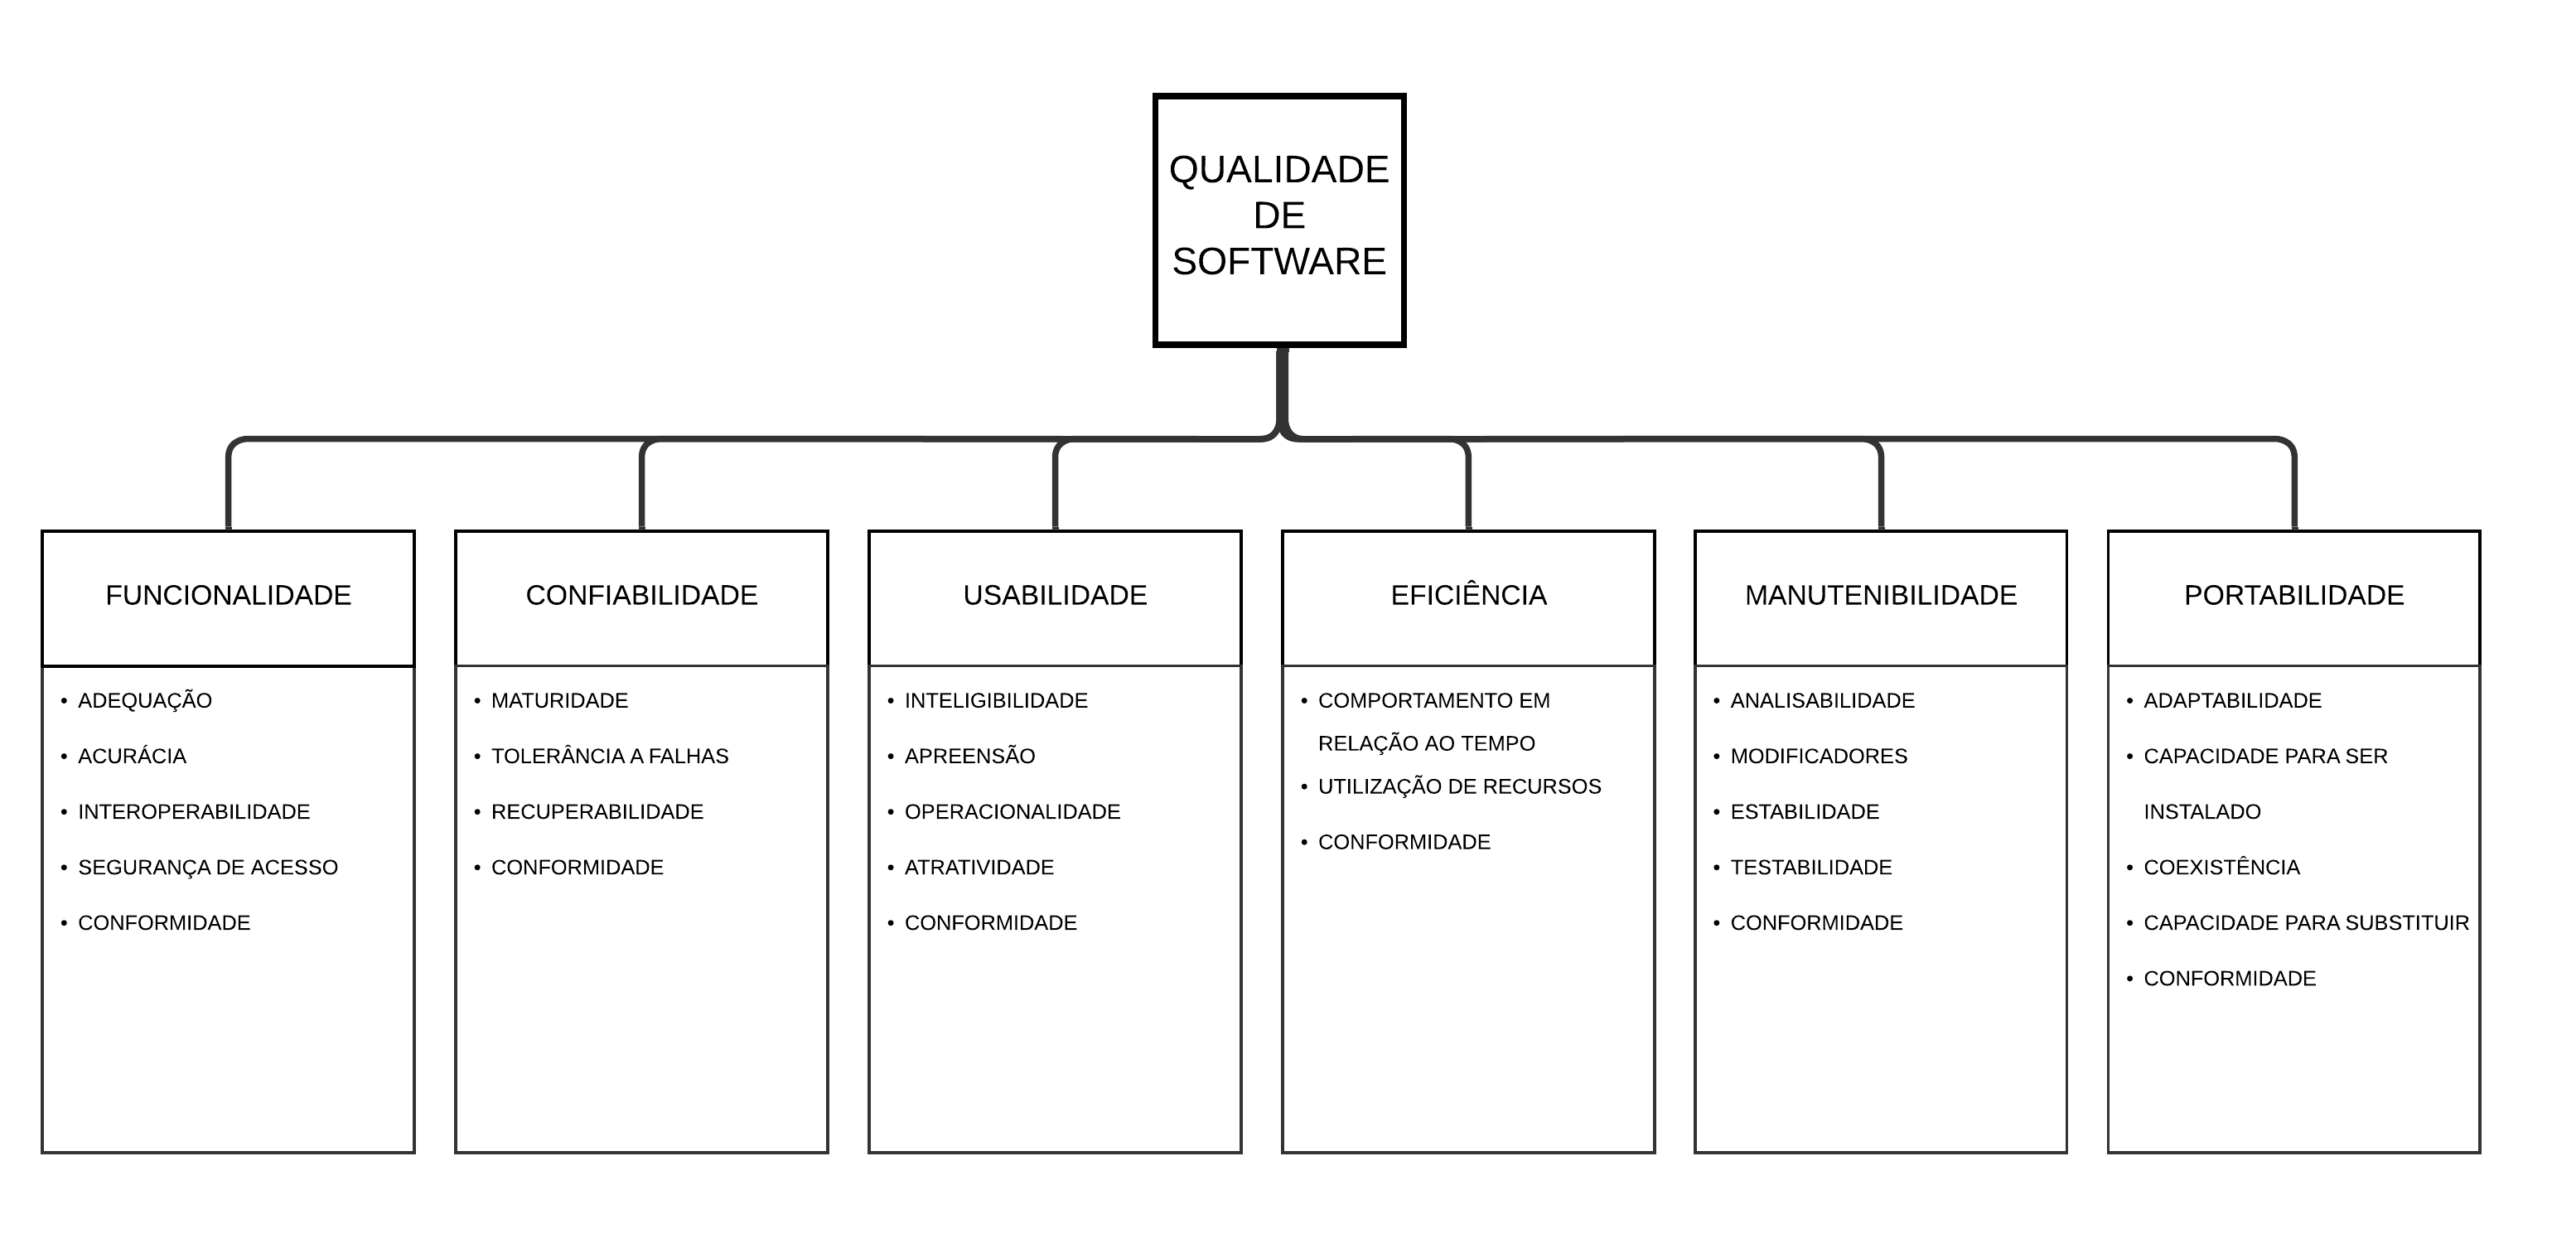 QUALIDADE
DE
SOFTWARE
FUNCIONALIDADE
• ADEQUAÇÃO
• ACURÁCIA
• INTEROPERABILIDADE
• SEGURANÇA DE ACESSO
• CONFORMIDADE
CONFIABILIDADE
• MATURIDADE
• TOLERÂNCIA A FALHAS
• RECUPERABILIDADE
• CONFORMIDADE
USABILIDADE
• INTELIGIBILIDADE
• APREENSÃO
• OPERACIONALIDADE
• ATRATIVIDADE
• CONFORMIDADE
EFICIÊNCIA
• COMPORTAMENTO EM
RELAÇÃO AO TEMPO
• UTILIZAÇÃO DE RECURSOS
• CONFORMIDADE
MANUTENIBILIDADE
• ANALISABILIDADE
• MODIFICADORES
• ESTABILIDADE
• TESTABILIDADE
• CONFORMIDADE
PORTABILIDADE
• ADAPTABILIDADE
• CAPACIDADE PARA SER
INSTALADO
• COEXISTÊNCIA
• CAPACIDADE PARA SUBSTITUIR
• CONFORMIDADE